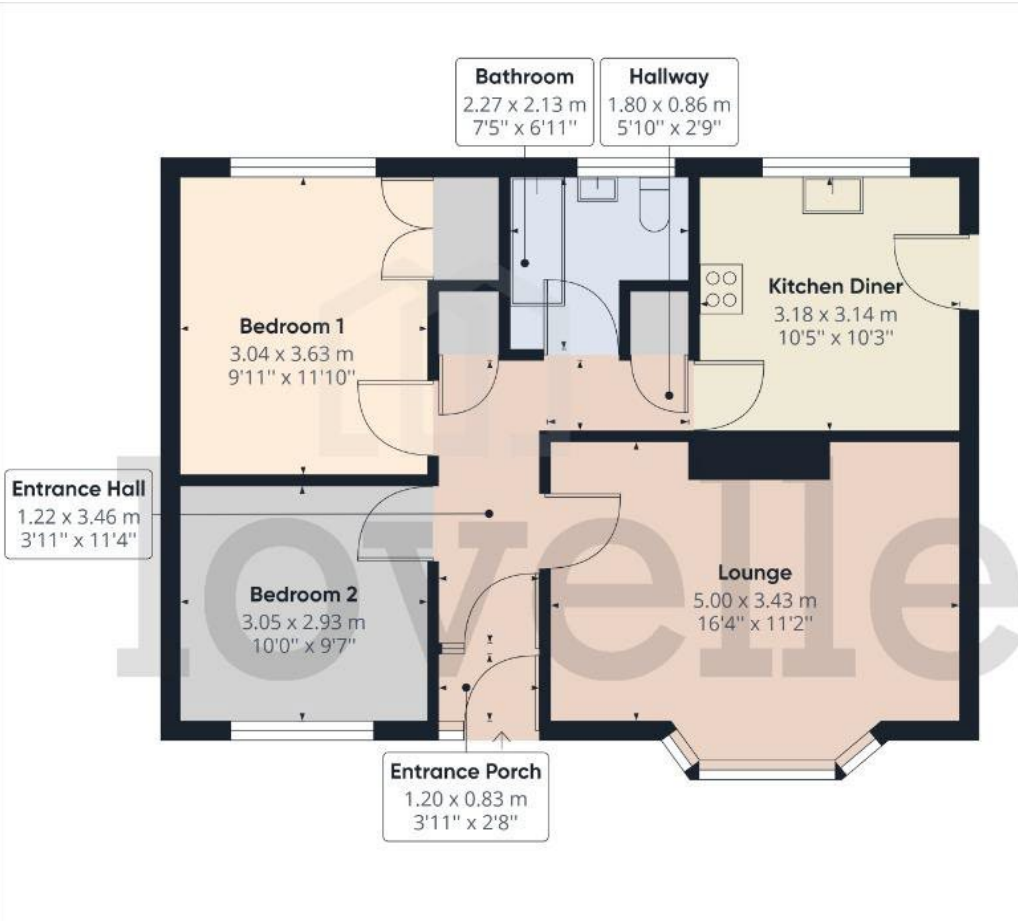 Bathroom
2.27 x 2.13 m
7'5" x 6'11"
Hallway
1.80 x 0.86 m
5'10" x 2'9"
Bedroom 1
3.04 x 3.63 m
9'11" x 11'10"
Kitchen Diner
3.18 x 3.14 m
10'5" x 10'3"
Entrance Hall
1.22 x 3.46 m
3'11" x 11'4"
Bedroom 2
3.05 x 2.93 m
10'0" x 9'7"
Lounge
5.00 x 3.43 m
16'4" x 11'2"
lovelle
Entrance Porch
1.20 x 0.83 m
3'11" x 2'8"